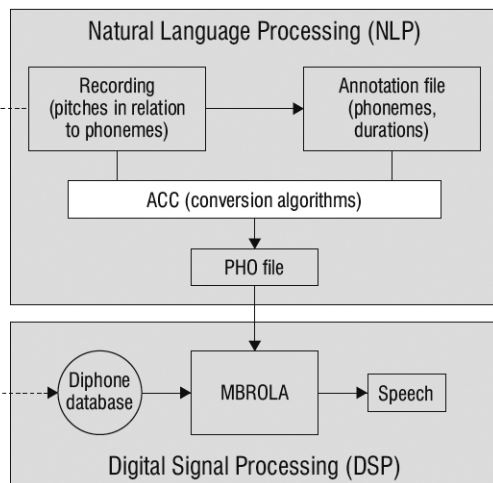 Natural Language Processing (NLP)
Recording
(pitches in relation
to phonemes)
Annotation file
(phonemes,
durations)
ACC (conversion algorithms)
PHO file
Diphone
database
MBROLA
Speech
Digital Signal Processing (DSP)